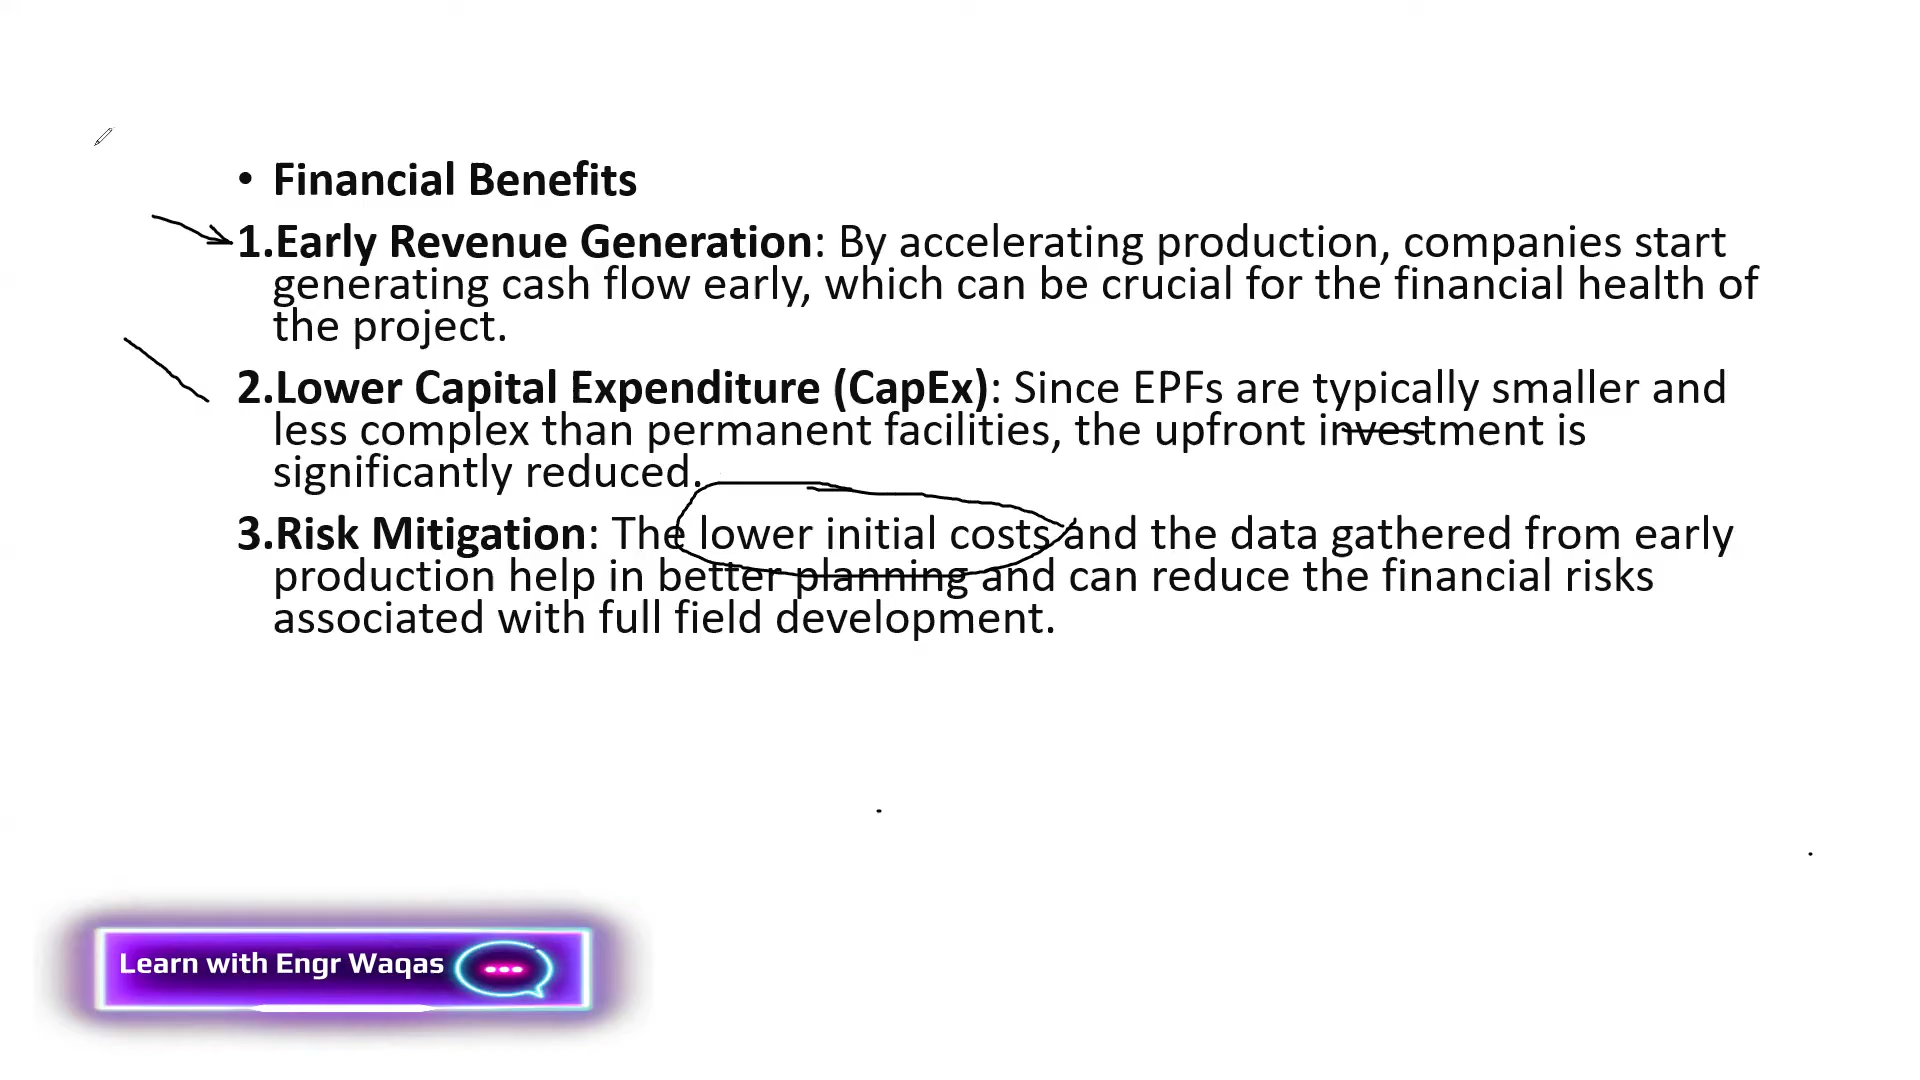 • Financial Benefits
1.Early Revenue Generation: By accelerating production, companies start
generating cash flow early, which can be crucial for the financial health of
the project.
2.Lower Capital Expenditure (CapEx): Since EPFs are typically smaller and
less complex than permanent facilities, the upfront investment is
significantly reduced.
3.Risk Mitigation: The lower initial costs and the data gathered from early
production help in better planning and can reduce the financial risks
associated with full field development.
Learn with Engr Waqas